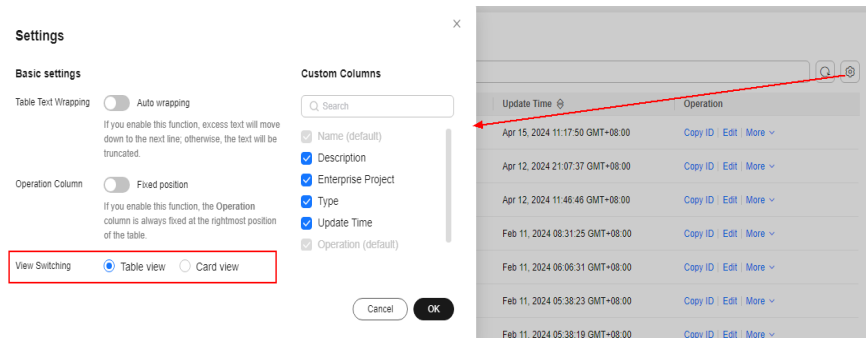 Settings
Basic settings
Table Text Wrapping
Auto wrapping
If you enable this function, excess text will move
down to the next line; otherwise, the text will be
truncated.
Operation Column
Fixed position
If you enable this function, the Operation
column is always fixed at the rightmost position
of the table.
View Switching
Table view
Card view
Custom Columns
Search
Name (default)
Description
Enterprise Project
Type
Update Time
Operation (default)
Cancel
OK
Update Time
Operation
Apr 15, 2024 11:17:50 GMT+08:00
Copy ID | Edit | More
Apr 12, 2024 21:07:37 GMT+08:00
Copy ID | Edit | More
Apr 12, 2024 11:46:46 GMT+08:00
Copy ID | Edit | More
Feb 11, 2024 08:31:25 GMT+08:00
Copy ID | Edit | More
Feb 11, 2024 06:06:31 GMT+08:00
Copy ID | Edit | More
Feb 11, 2024 05:38:23 GMT+08:00
Copy ID | Edit | More
Feb 11, 2024 05:38:19 GMT+08:00
Copy ID | Edit | More